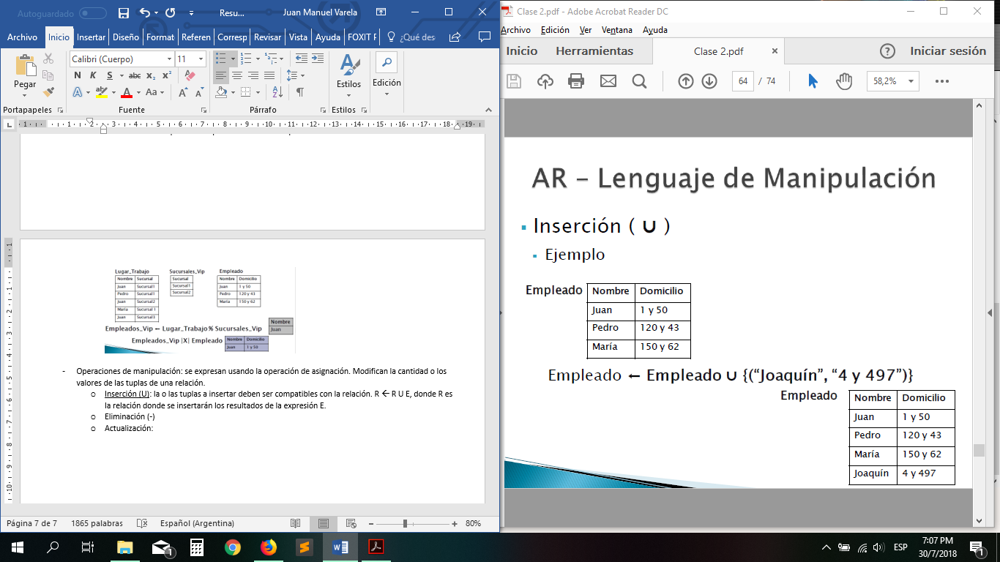 Autoguardado
Resu...
Juan Manuel Varela
Archivo
Inicio
Insertar
Diseño
Format
Referen
Corresp
Revisar
Vista
Ayuda
FOXIT F
¿Qué des
Pegar
Calibri (Cuerpo)
11
N K S abc x₂ x²
A ab A Aa A A
Estilos
Edición
Portapapeles
Fuente
Párrafo
Estilos
Lugar_Trabajo
Nombre Sucursal
Juan Sucursal1
Pedro Sucursal1
Juan Sucursal2
María Sucursal 1
Juan Sucursal3
Sucursales_Vip
Sucursal
Sucursal1
Sucursal2
Empleado
Nombre Domicilio
Juan 1 y 50
Pedro 120 y 43
María 150 y 62
Empleados_Vip ← Lugar_Trabajo % Sucursales_Vip
Nombre
Juan
Empleados_Vip |X| Empleado
Nombre Domicilio
Juan 1 y 50
- Operaciones de manipulación: se expresan usando la operación de asignación. Modifican la cantidad o los
valores de las tuplas de una relación.
o Inserción (U): la o las tuplas a insertar deben ser compatibles con la relación. R ← R U E, donde R es
la relación donde se insertarán los resultados de la expresión E.
o Eliminación (-)
o Actualización:
Página 7 de 7
1865 palabras
Español (Argentina)
80%
Clase 2.pdf - Adobe Acrobat Reader DC
Archivo Edición Ver Ventana Ayuda
Inicio
Herramientas
Clase 2.pdf
Iniciar sesión
64 / 74
58,2%
AR – Lenguaje de Manipulación
Inserción ( ∪ )
Ejemplo
Empleado
Nombre Domicilio
Juan 1 y 50
Pedro 120 y 43
María 150 y 62
Empleado ← Empleado ∪ {(“Joaquín”, “4 y 497”)}
Empleado
Nombre Domicilio
Juan 1 y 50
Pedro 120 y 43
María 150 y 62
Joaquín 4 y 497
1
ESP
7:07 PM
30/7/2018
1